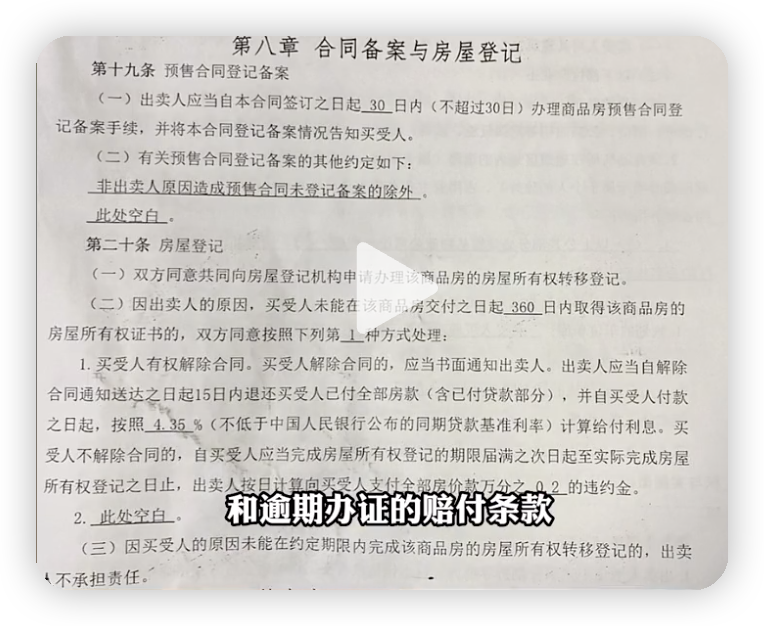 第八章 合同备案与房屋登记
第十九条 预售合同登记备案
（一）出卖人应当自本合同签订之日起 30 日内（不超过30日）办理商品房预售合同登
记备案手续，并将本合同登记备案情况告知买受人。
（二）有关预售合同登记备案的其他约定如下：
非出卖人原因造成预售合同未登记备案的除外 。
此处空白 。
第二十条 房屋登记
（一）双方同意共同向房屋登记机构申请办理该商品房的房屋所有权转移登记。
（二）因出卖人的原因，买受人未能在该商品房交付之日起 360 日内取得该商品房的
房屋所有权证书的，双方同意按照下列第 1 种方式处理：
1. 买受人有权解除合同。买受人解除合同的，应当书面通知出卖人。出卖人应当自解除
合同通知送达之日起15日内退还买受人已付全部房款（含已付贷款部分），并自买受人付款
之日起，按照 4.35 %（不低于中国人民银行公布的同期贷款基准利率）计算给付利息。买
受人不解除合同的，自买受人应当完成房屋所有权登记的期限届满之次日起至实际完成房屋
所有权登记之日止，出卖人按日计算向买受人支付全部房价款万分之 0.2 的违约金。
和逾期办证的赔付条款
2. 此处空白 。
（三）因买受人的原因未能在约定期限内完成该商品房的房屋所有权转移登记的，出卖
人不承担责任。